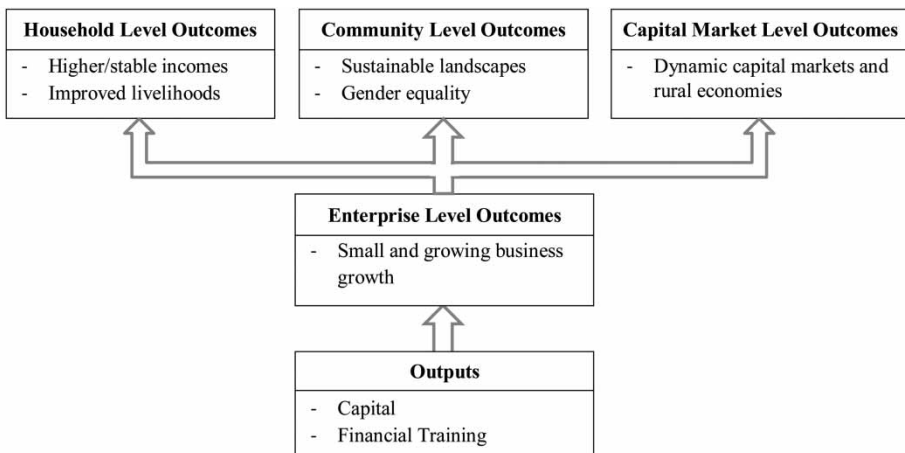 Household Level Outcomes
- Higher/stable incomes
- Improved livelihoods
Community Level Outcomes
- Sustainable landscapes
- Gender equality
Capital Market Level Outcomes
- Dynamic capital markets and
rural economies
Enterprise Level Outcomes
- Small and growing business
growth
Outputs
- Capital
- Financial Training